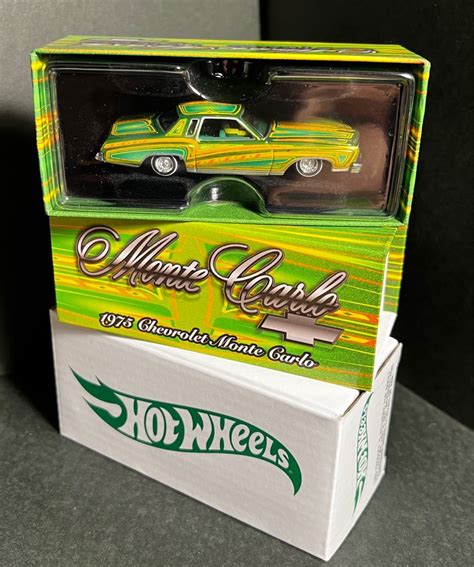 Monte Carlo
1975 Chevrolet Monte Carlo
HOT WHEELS